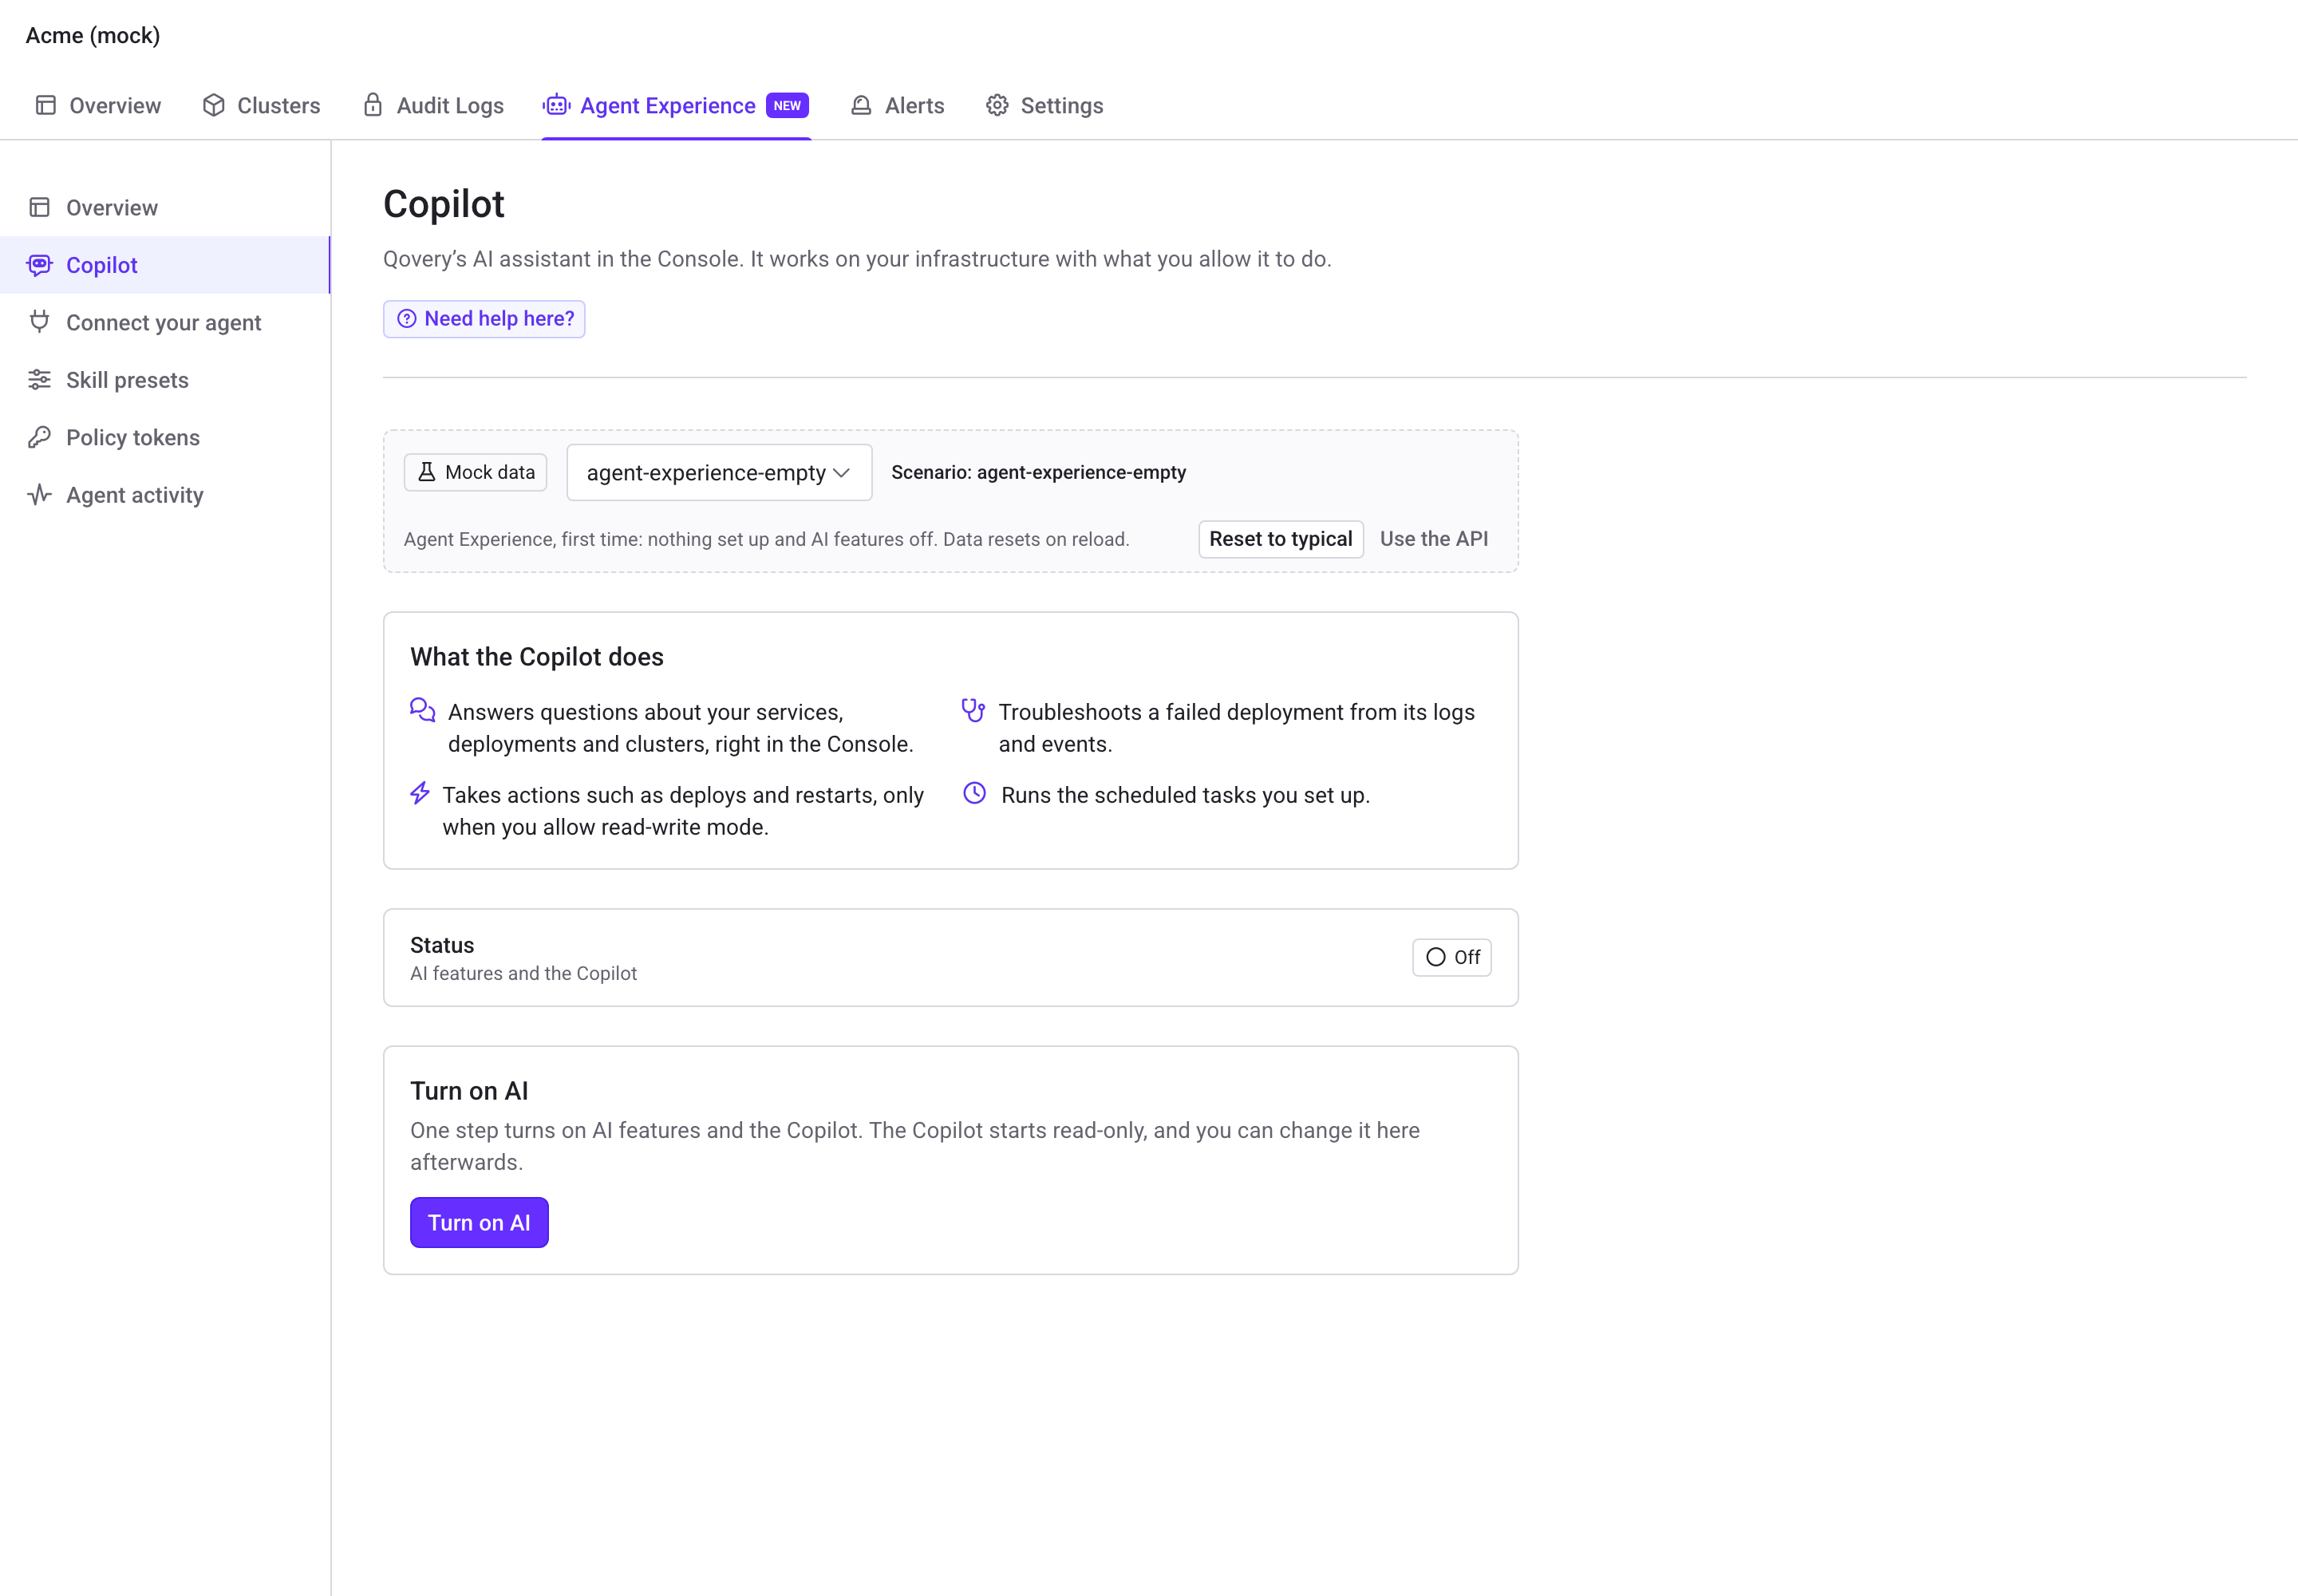 Acme (mock)
Overview
Clusters
Audit Logs
Agent Experience NEW
Alerts
Settings
Overview
Copilot
Connect your agent
Skill presets
Policy tokens
Agent activity
Copilot
Qovery’s AI assistant in the Console. It works on your infrastructure with what you allow it to do.
Need help here?
Mock data
agent-experience-empty
Scenario: agent-experience-empty
Agent Experience, first time: nothing set up and AI features off. Data resets on reload.
Reset to typical
Use the API
What the Copilot does
Answers questions about your services,
deployments and clusters, right in the Console.
Troubleshoots a failed deployment from its logs
and events.
Takes actions such as deploys and restarts, only
when you allow read-write mode.
Runs the scheduled tasks you set up.
Status
AI features and the Copilot
Off
Turn on AI
One step turns on AI features and the Copilot. The Copilot starts read-only, and you can change it here
afterwards.
Turn on AI